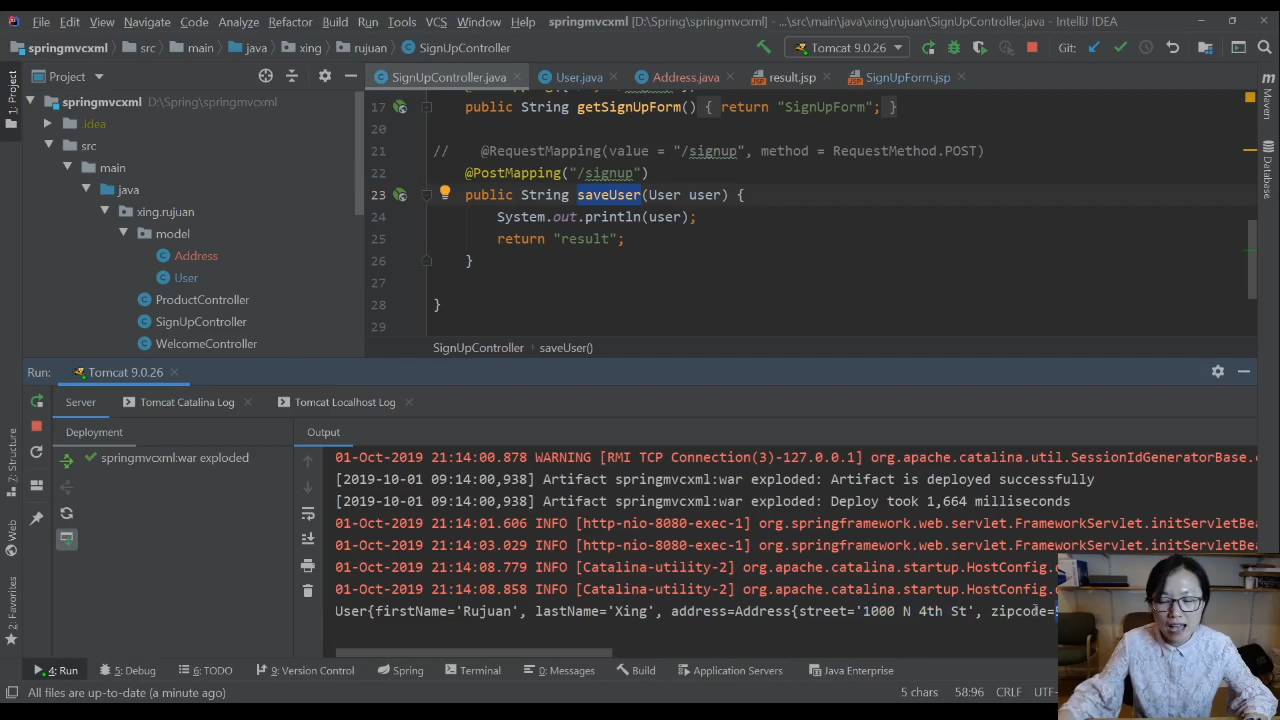 File Edit View Navigate Code Analyze Refactor Build Run Tools VCS Window Help springmvcxml [D:\Spring\springmvcxml] - ...\src\main\java\xing\rujuan\SignUpController.java - IntelliJ IDEA
springmvcxml src main java xing rujuan SignUpController Tomcat 9.0.26 Git:
1: Project
Project
SignUpController.java User.java Address.java result.jsp SignUpForm.jsp
springmvcxml D:\Spring\springmvcxml
.idea
src
main
java
xing.rujuan
model
Address
User
ProductController
SignUpController
WelcomeController
17 public String getSignUpForm() { return "SignUpForm"; }
20
21 // @RequestMapping(value = "/signup", method = RequestMethod.POST)
22 @PostMapping("/signup")
23 public String saveUser(User user) {
24 System.out.println(user);
25 return "result";
26 }
27
28 }
29
SignUpController saveUser()
Maven
Database
Run: Tomcat 9.0.26
Server Tomcat Catalina Log Tomcat Localhost Log
Deployment Output
springmvcxml:war exploded
01-Oct-2019 21:14:00.878 WARNING [RMI TCP Connection(3)-127.0.0.1] org.apache.catalina.util.SessionIdGeneratorBase.
[2019-10-01 09:14:00,938] Artifact springmvcxml:war exploded: Artifact is deployed successfully
[2019-10-01 09:14:00,938] Artifact springmvcxml:war exploded: Deploy took 1,664 milliseconds
01-Oct-2019 21:14:01.606 INFO [http-nio-8080-exec-1] org.springframework.web.servlet.FrameworkServlet.initServletBea
01-Oct-2019 21:14:03.029 INFO [http-nio-8080-exec-1] org.springframework.web.servlet.FrameworkServlet.initServletBea
01-Oct-2019 21:14:08.779 INFO [Catalina-utility-2] org.apache.catalina.startup.HostConfig.
01-Oct-2019 21:14:08.858 INFO [Catalina-utility-2] org.apache.catalina.startup.HostConfig.
User{firstName='Rujuan', lastName='Xing', address=Address{street='1000 N 4th St', zipcode=
7: Structure
Web
2: Favorites
4: Run 5: Debug 6: TODO 9: Version Control Spring Terminal 0: Messages Build Application Servers Java Enterprise
All files are up-to-date (a minute ago) 5 chars 58:96 CRLF UTF-